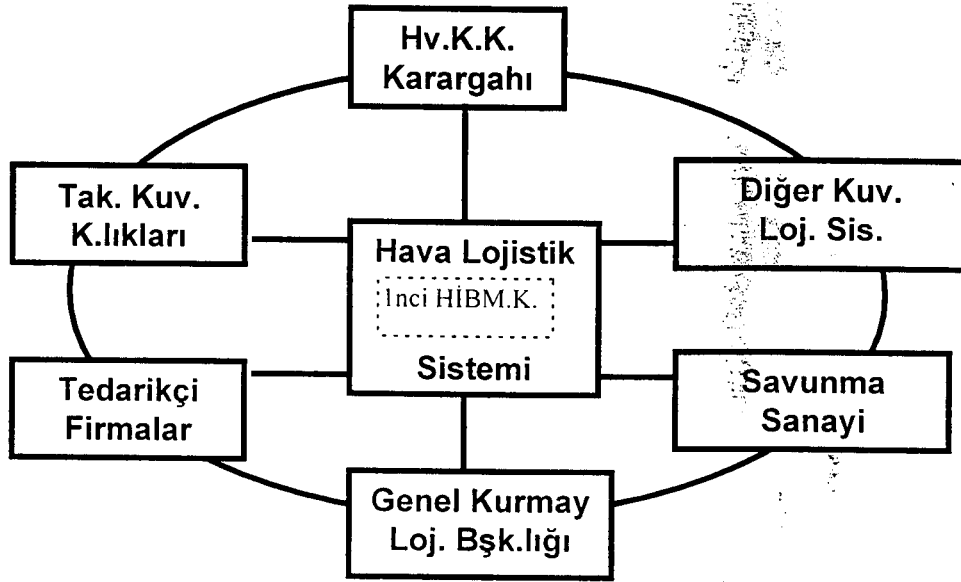 Hv.K.K.
Karargahı
Tak. Kuv.
K.lıkları
Diğer Kuv.
Loj. Sis.
Hava Lojistik
1nci HİBM.K.
Sistemi
Tedarikçi
Firmalar
Savunma
Sanayi
Genel Kurmay
Loj. Bşk.lığı